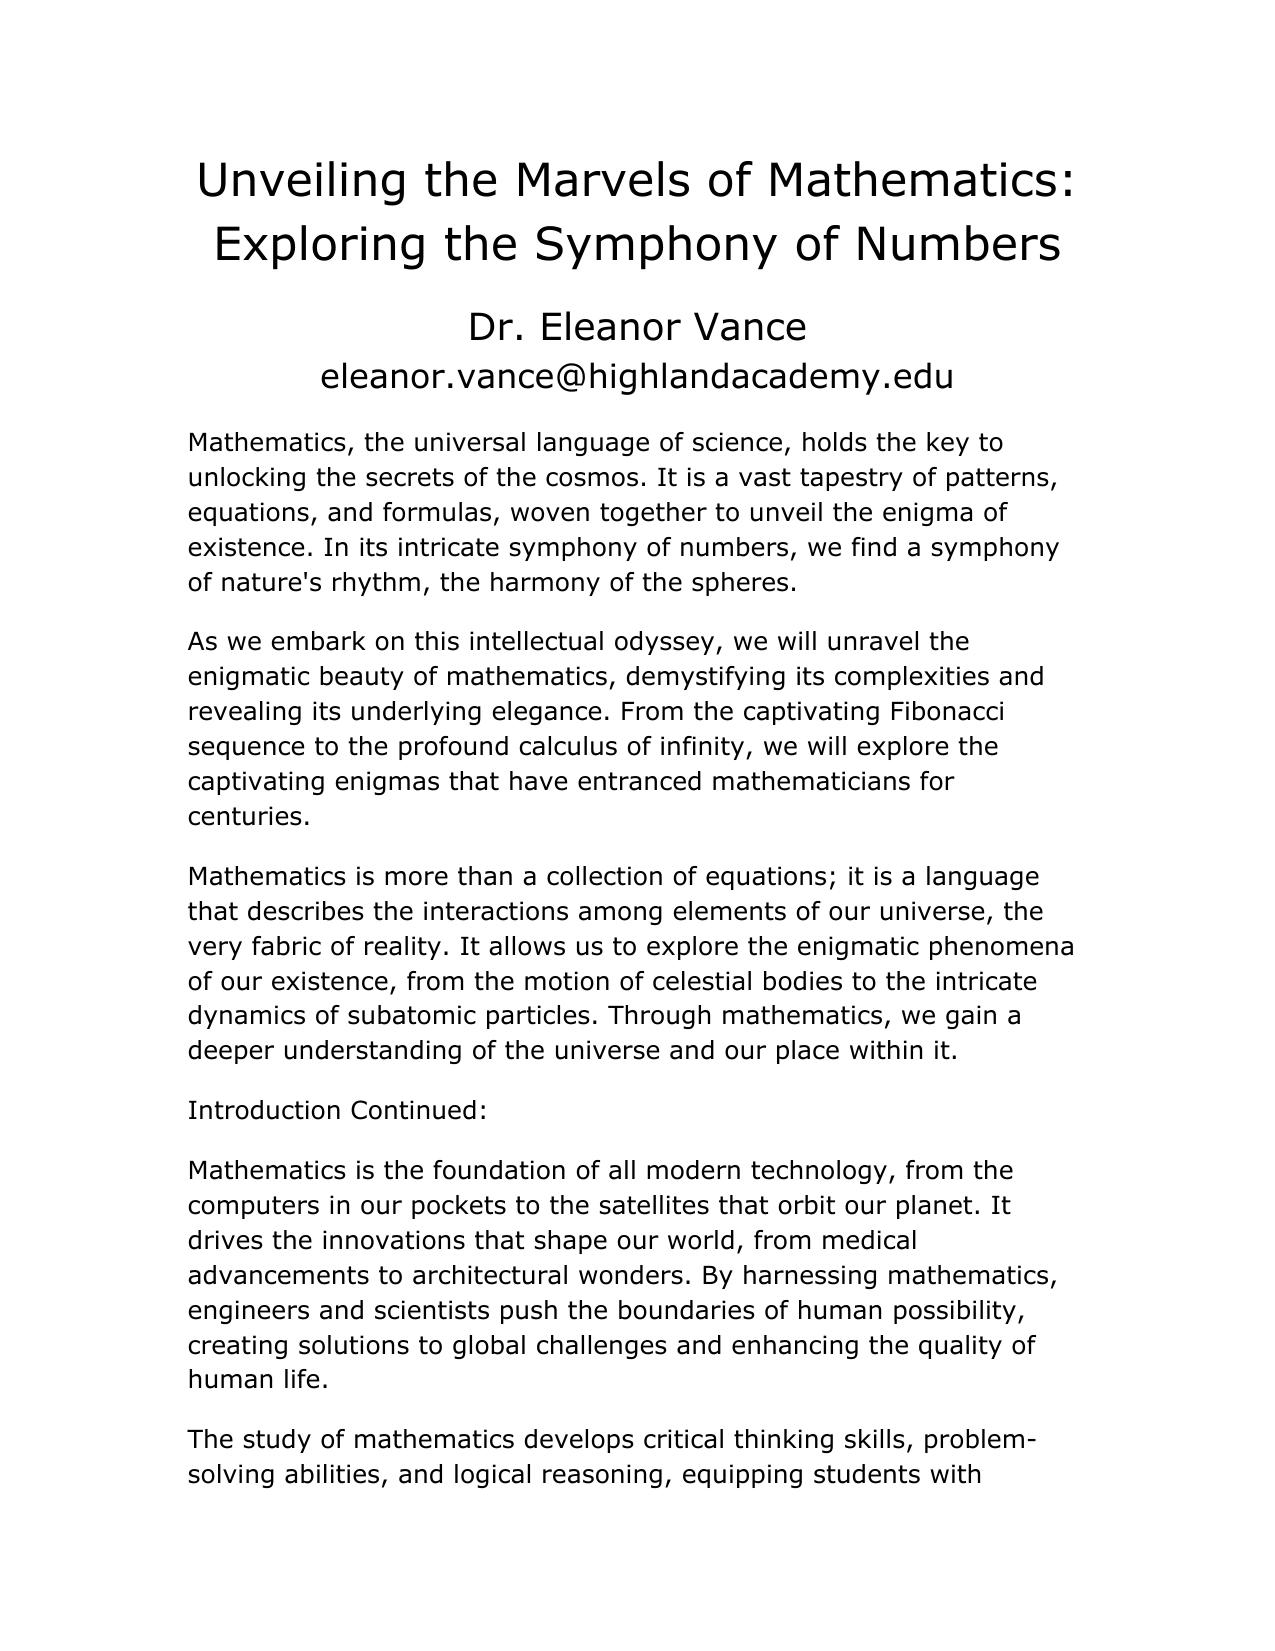 Unveiling the Marvels of Mathematics:
Exploring the Symphony of Numbers
Dr. Eleanor Vance
eleanor.vance@highlandacademy.edu
Mathematics, the universal language of science, holds the key to
unlocking the secrets of the cosmos. It is a vast tapestry of patterns,
equations, and formulas, woven together to unveil the enigma of
existence. In its intricate symphony of numbers, we find a symphony
of nature's rhythm, the harmony of the spheres.
As we embark on this intellectual odyssey, we will unravel the
enigmatic beauty of mathematics, demystifying its complexities and
revealing its underlying elegance. From the captivating Fibonacci
sequence to the profound calculus of infinity, we will explore the
captivating enigmas that have entranced mathematicians for
centuries.
Mathematics is more than a collection of equations; it is a language
that describes the interactions among elements of our universe, the
very fabric of reality. It allows us to explore the enigmatic phenomena
of our existence, from the motion of celestial bodies to the intricate
dynamics of subatomic particles. Through mathematics, we gain a
deeper understanding of the universe and our place within it.
Introduction Continued:
Mathematics is the foundation of all modern technology, from the
computers in our pockets to the satellites that orbit our planet. It
drives the innovations that shape our world, from medical
advancements to architectural wonders. By harnessing mathematics,
engineers and scientists push the boundaries of human possibility,
creating solutions to global challenges and enhancing the quality of
human life.
The study of mathematics develops critical thinking skills, problem-
solving abilities, and logical reasoning, equipping students with